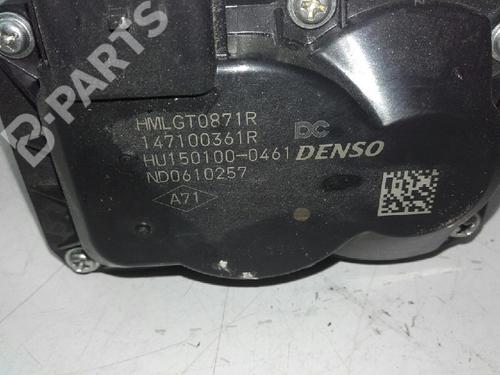 B-PARTS
HMLGT0871R
147100361R
HU150100-0461 DENSO
ND0610257
A71